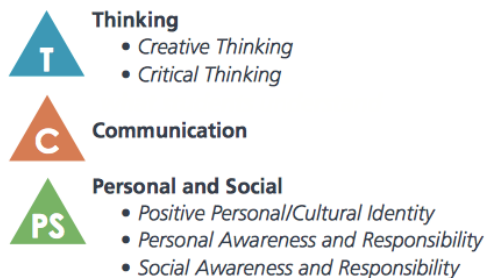 T
Thinking
• Creative Thinking
• Critical Thinking
C
Communication
PS
Personal and Social
• Positive Personal/Cultural Identity
• Personal Awareness and Responsibility
• Social Awareness and Responsibility